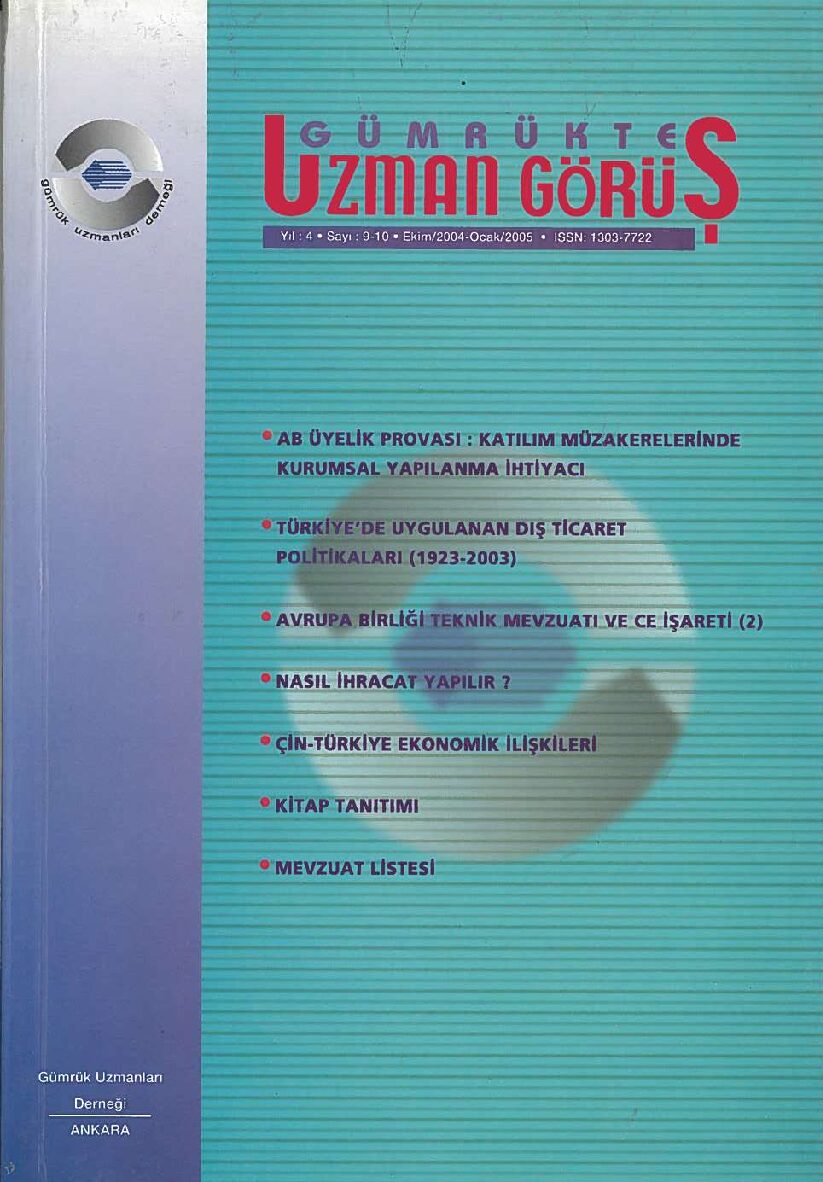 gümrük uzmanları derneği
GÜMRÜKTE
UZMAN GÖRÜŞ
Yıl : 4 • Sayı : 9-10 • Ekim/2004-Ocak/2005 • ISSN: 1303-7722
• AB ÜYELİK PROVASI : KATILIM MÜZAKERELERİNDE
KURUMSAL YAPILANMA İHTİYACI
• TÜRKİYE'DE UYGULANAN DIŞ TİCARET
POLİTİKALARI (1923-2003)
• AVRUPA BİRLİĞİ TEKNİK MEVZUATI VE CE İŞARETİ (2)
• NASIL İHRACAT YAPILIR ?
• ÇİN-TÜRKİYE EKONOMİK İLİŞKİLERİ
• KİTAP TANITIMI
• MEVZUAT LİSTESİ
Gümrük Uzmanları
Derneği
ANKARA